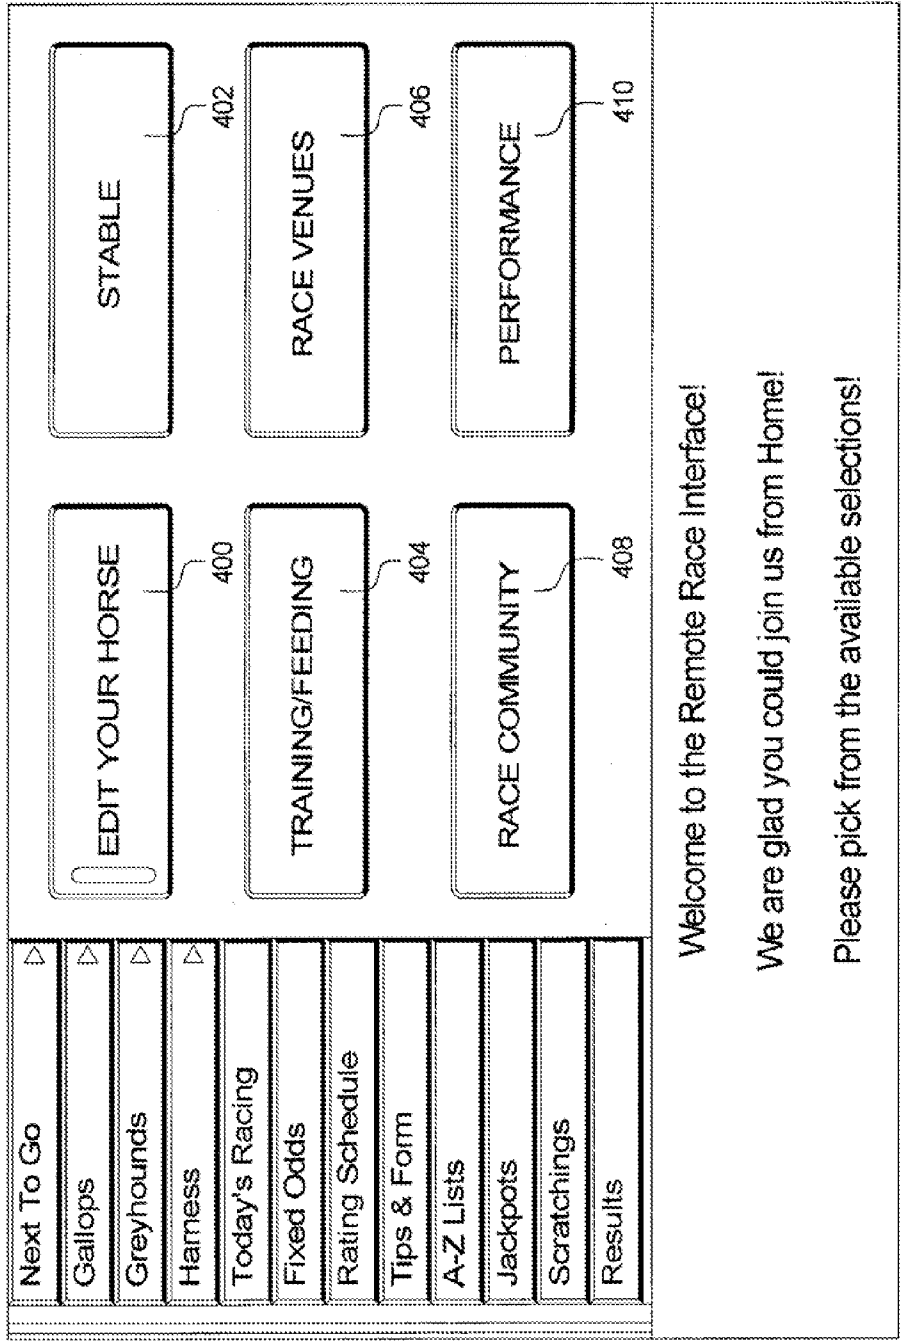 Next To Go
Gallops
Greyhounds
Harness
Today's Racing
Fixed Odds
Rating Schedule
Tips & Form
A-Z Lists
Jackpots
Scratchings
Results
EDIT YOUR HORSE
400
STABLE
402
TRAINING/FEEDING
404
RACE VENUES
406
RACE COMMUNITY
408
PERFORMANCE
410
Welcome to the Remote Race Interface!
We are glad you could join us from Home!
Please pick from the available selections!